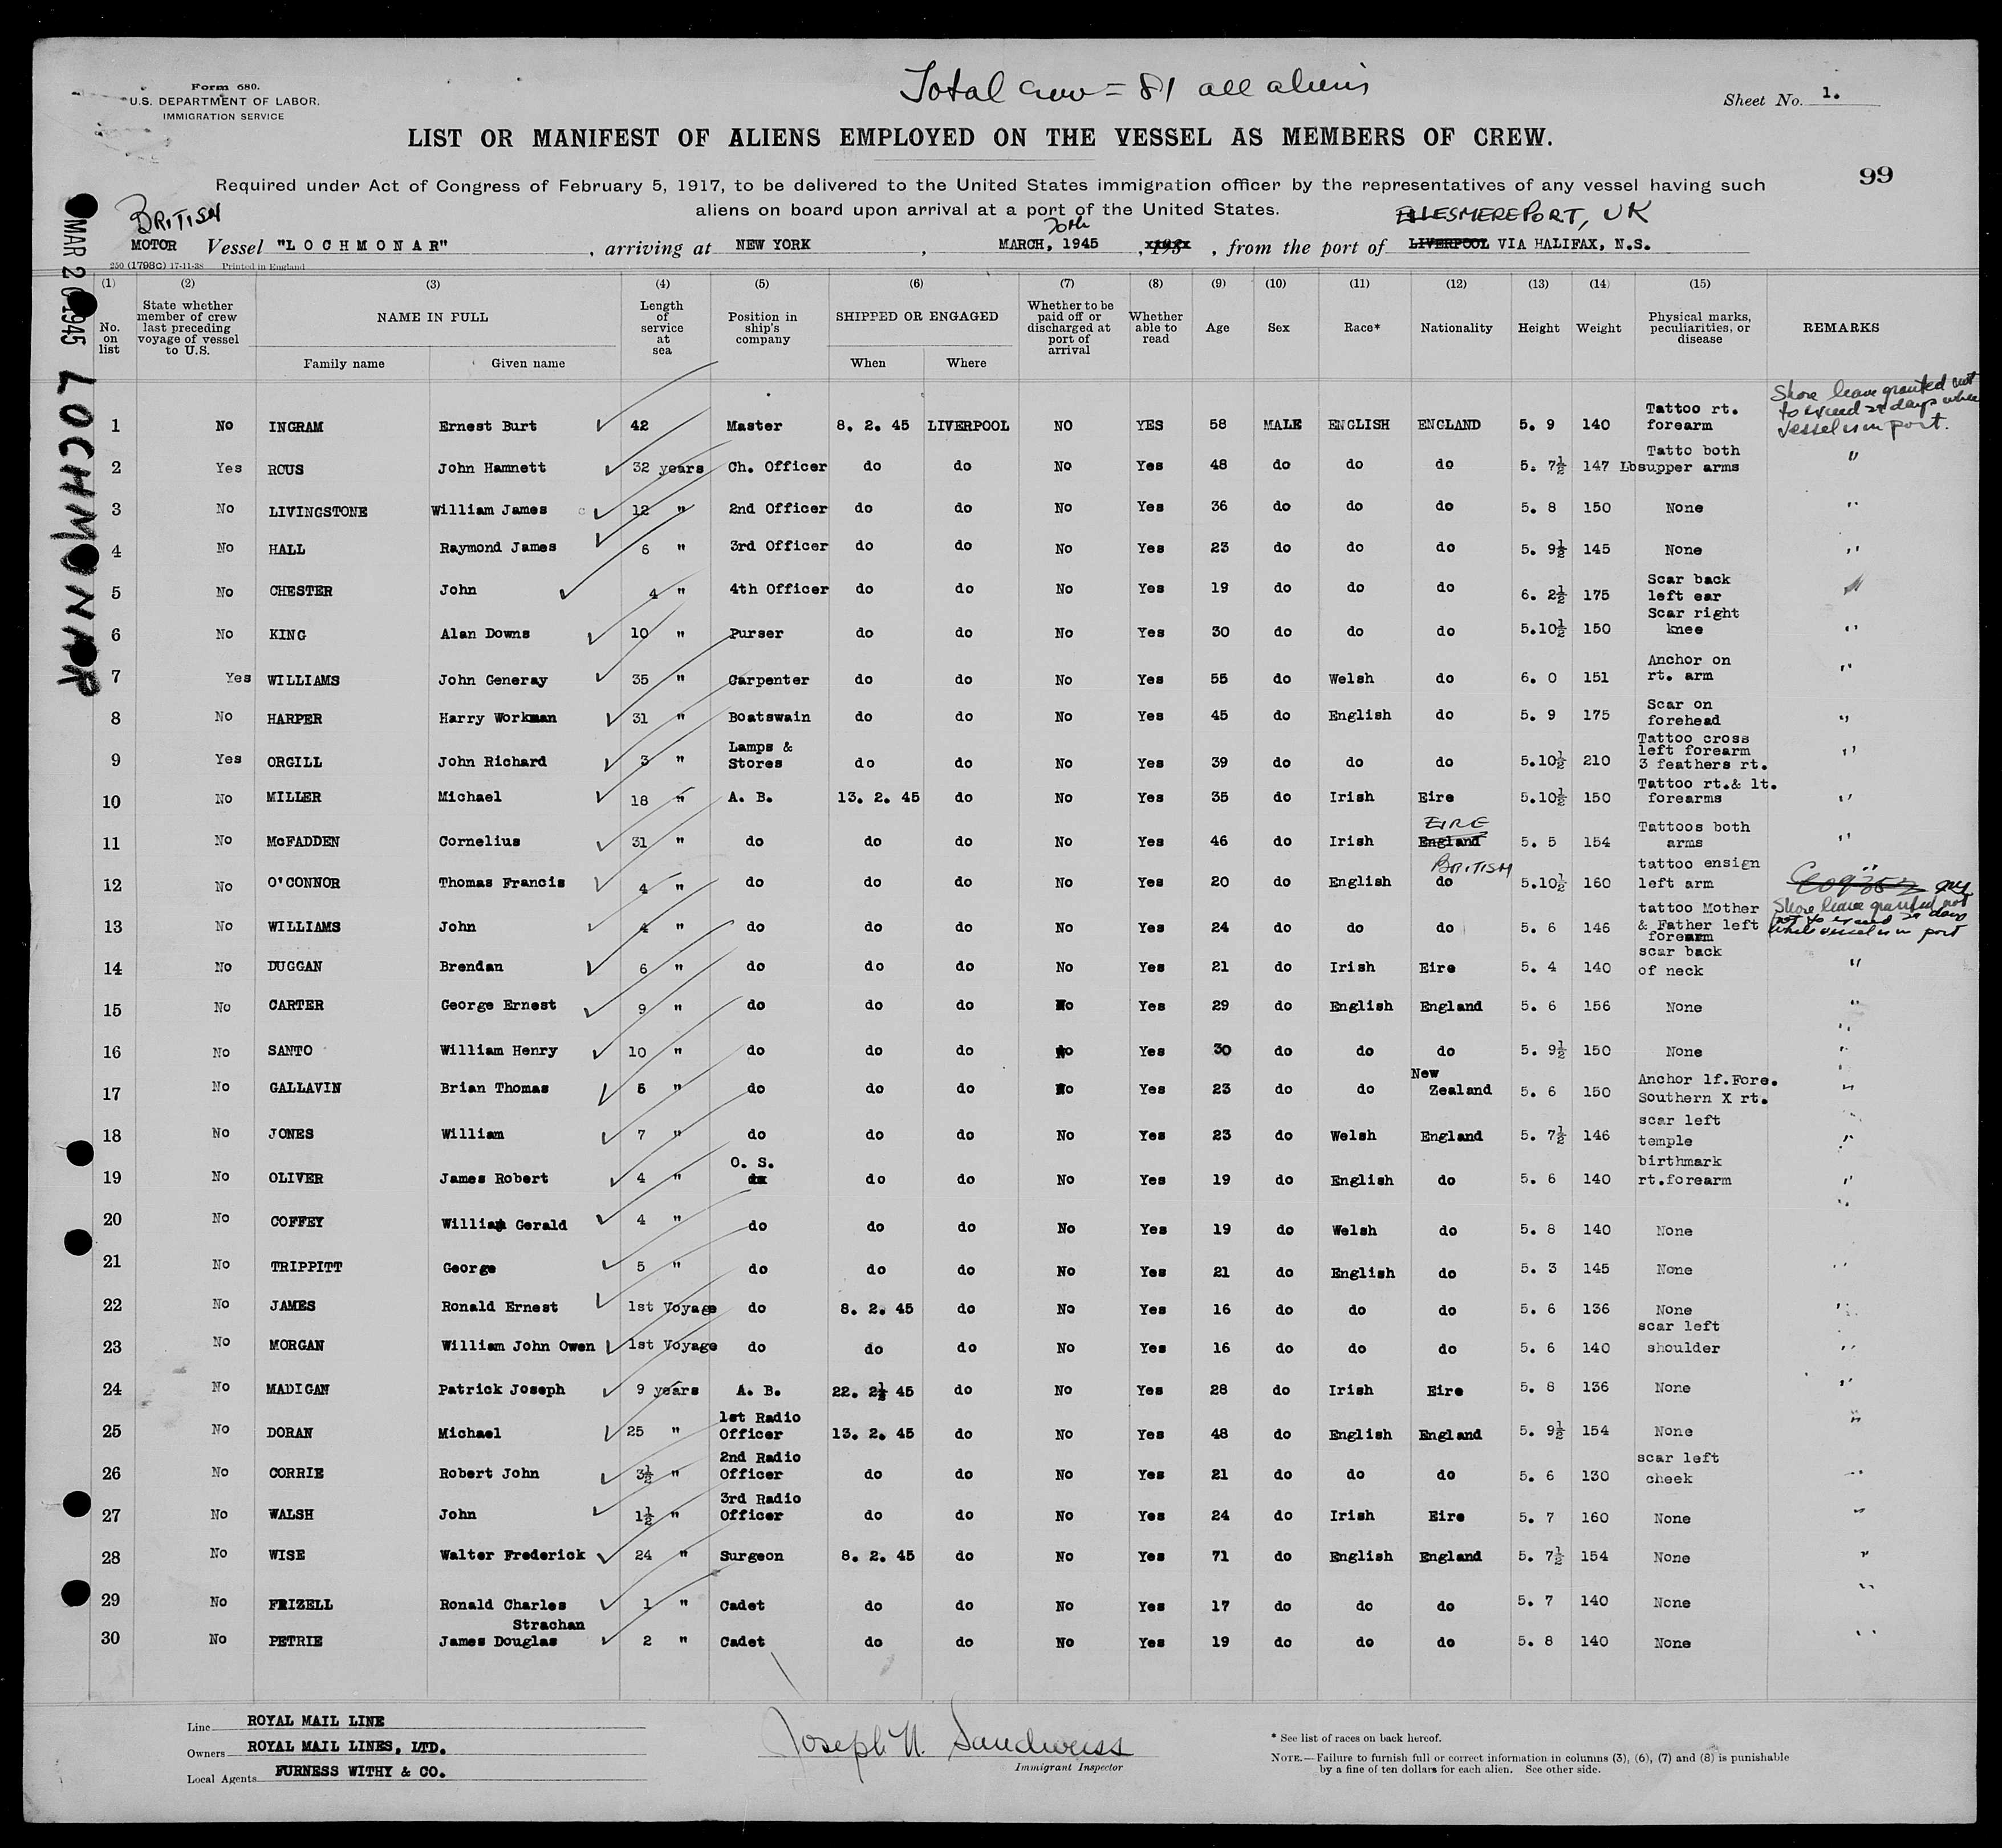 Total crew = 81 all aliens
Form 680.
U.S. DEPARTMENT OF LABOR.
IMMIGRATION SERVICE
Sheet No. 1.
LIST OR MANIFEST OF ALIENS EMPLOYED ON THE VESSEL AS MEMBERS OF CREW.
99
Required under Act of Congress of February 5, 1917, to be delivered to the United States immigration officer by the representatives of any vessel having such
aliens on board upon arrival at a port of the United States.
BRITISH 20th ELLESMEREPORT, UK
MOTOR Vessel "LOCHMONAR", arriving at NEW YORK, MARCH, 1945, 193, from the port of LIVERPOOL VIA HALIFAX, N.S.
250 (1798C) 17-11-38 Printed in England
MAR 20 1945 LOCHMONAR
(1) (2) (3) (4) (5) (6) (7) (8) (9) (10) (11) (12) (13) (14) (15)
No. on list State whether member of crew last preceding voyage of vessel to U.S. NAME IN FULL Length of service at sea Position in ship's company SHIPPED OR ENGAGED Whether to be paid off or discharged at port of arrival Whether able to read Age Sex Race* Nationality Height Weight Physical marks, peculiarities, or disease REMARKS
Family name Given name When Where
1 No INGRAM Ernest Burt 42 Master 8. 2. 45 LIVERPOOL NO YES 58 MALE ENGLISH ENGLAND 5. 9 140 Tattoo rt. forearm Shore leave granted not to exceed 29 days when vessel is in port.
2 Yes ROUS John Hamnett 32 years Ch. Officer do do No Yes 48 do do do 5. 7½ 147 Lbs Tatto both upper arms "
3 No LIVINGSTONE William James 12 " 2nd Officer do do No Yes 36 do do do 5. 8 150 None "
4 No HALL Raymond James 6 " 3rd Officer do do No Yes 23 do do do 5. 9½ 145 None "
5 No CHESTER John 4 " 4th Officer do do No Yes 19 do do do 6. 2½ 175 Scar back left ear "
6 No KING Alan Downs 10 " Purser do do No Yes 30 do do do 5.10½ 150 Scar right knee "
7 Yes WILLIAMS John Generay 35 " Carpenter do do No Yes 55 do Welsh do 6. 0 151 Anchor on rt. arm "
8 No HARPER Harry Workman 31 " Boatswain do do No Yes 45 do English do 5. 9 175 Scar on forehead "
9 Yes ORGILL John Richard 3 " Lamps & Stores do do No Yes 39 do do do 5.10½ 210 Tattoo cross left forearm 3 feathers rt. "
10 No MILLER Michael 18 " A. B. 13. 2. 45 do No Yes 35 do Irish Eire 5.10½ 150 Tattoo rt.& lt. forearms "
11 No McFADDEN Cornelius 31 " do do do No Yes 46 do Irish EIRE England 5. 5 154 Tattoos both arms "
12 No O'CONNOR Thomas Francis 4 " do do do No Yes 20 do English BRITISH do 5.10½ 160 tattoo ensign left arm "
13 No WILLIAMS John 4 " do do do No Yes 24 do do do 5. 6 146 tattoo Mother & Father left forearm Shore leave granted not to exceed 29 days while vessel is in port
14 No DUGGAN Brendan 6 " do do do No Yes 21 do Irish Eire 5. 4 140 scar back of neck "
15 No CARTER George Ernest 9 " do do do No Yes 29 do English England 5. 6 156 None "
16 No SANTO William Henry 10 " do do do No Yes 30 do do do 5. 9½ 150 None "
17 No GALLAVIN Brian Thomas 5 " do do do No Yes 23 do do New Zealand 5. 6 150 Anchor lf.Fore. Southern X rt. "
18 No JONES William 7 " do do do No Yes 23 do Welsh England 5. 7½ 146 scar left temple "
19 No OLIVER James Robert 4 " O. S. do do do No Yes 19 do English do 5. 6 140 birthmark rt.forearm "
20 No COFFEY William Gerald 4 " do do do No Yes 19 do Welsh do 5. 8 140 None "
21 No TRIPPITT George 5 " do do do No Yes 21 do English do 5. 3 145 None "
22 No JAMES Ronald Ernest 1st Voyage do 8. 2. 45 do No Yes 16 do do do 5. 6 136 None "
23 No MORGAN William John Owen 1st Voyage do do do No Yes 16 do do do 5. 6 140 scar left shoulder "
24 No MADIGAN Patrick Joseph 9 years A. B. 22. 2. 45 do No Yes 28 do Irish Eire 5. 8 136 None "
25 No DORAN Michael 25 " 1st Radio Officer 13. 2. 45 do No Yes 48 do English England 5. 9½ 154 None "
26 No CORRIE Robert John 3½ " 2nd Radio Officer do do No Yes 21 do do do 5. 6 130 scar left cheek "
27 No WALSH John 1½ " 3rd Radio Officer do do No Yes 24 do Irish Eire 5. 7 160 None "
28 No WISE Walter Frederick 24 " Surgeon 8. 2. 45 do No Yes 71 do English England 5. 7½ 154 None "
29 No FRIZELL Ronald Charles 1 " Cadet do do No Yes 17 do do do 5. 7 140 None "
30 No PETRIE James Douglas Strachan 2 " Cadet do do No Yes 19 do do do 5. 8 140 None "
Line ROYAL MAIL LINE
Owners ROYAL MAIL LINES, LTD.
Local Agents FURNESS WITHY & CO.
Joseph N. Sandweiss
Immigrant Inspector
* See list of races on back hereof.
NOTE.—Failure to furnish full or correct information in columns (3), (6), (7) and (8) is punishable
by a fine of ten dollars for each alien. See other side.